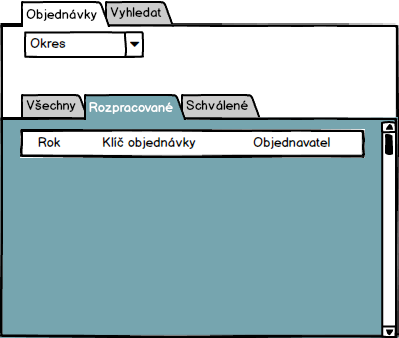 Objednávky Vyhledat
Okres
Všechny Rozpracované Schválené
Rok Klíč objednávky Objednavatel